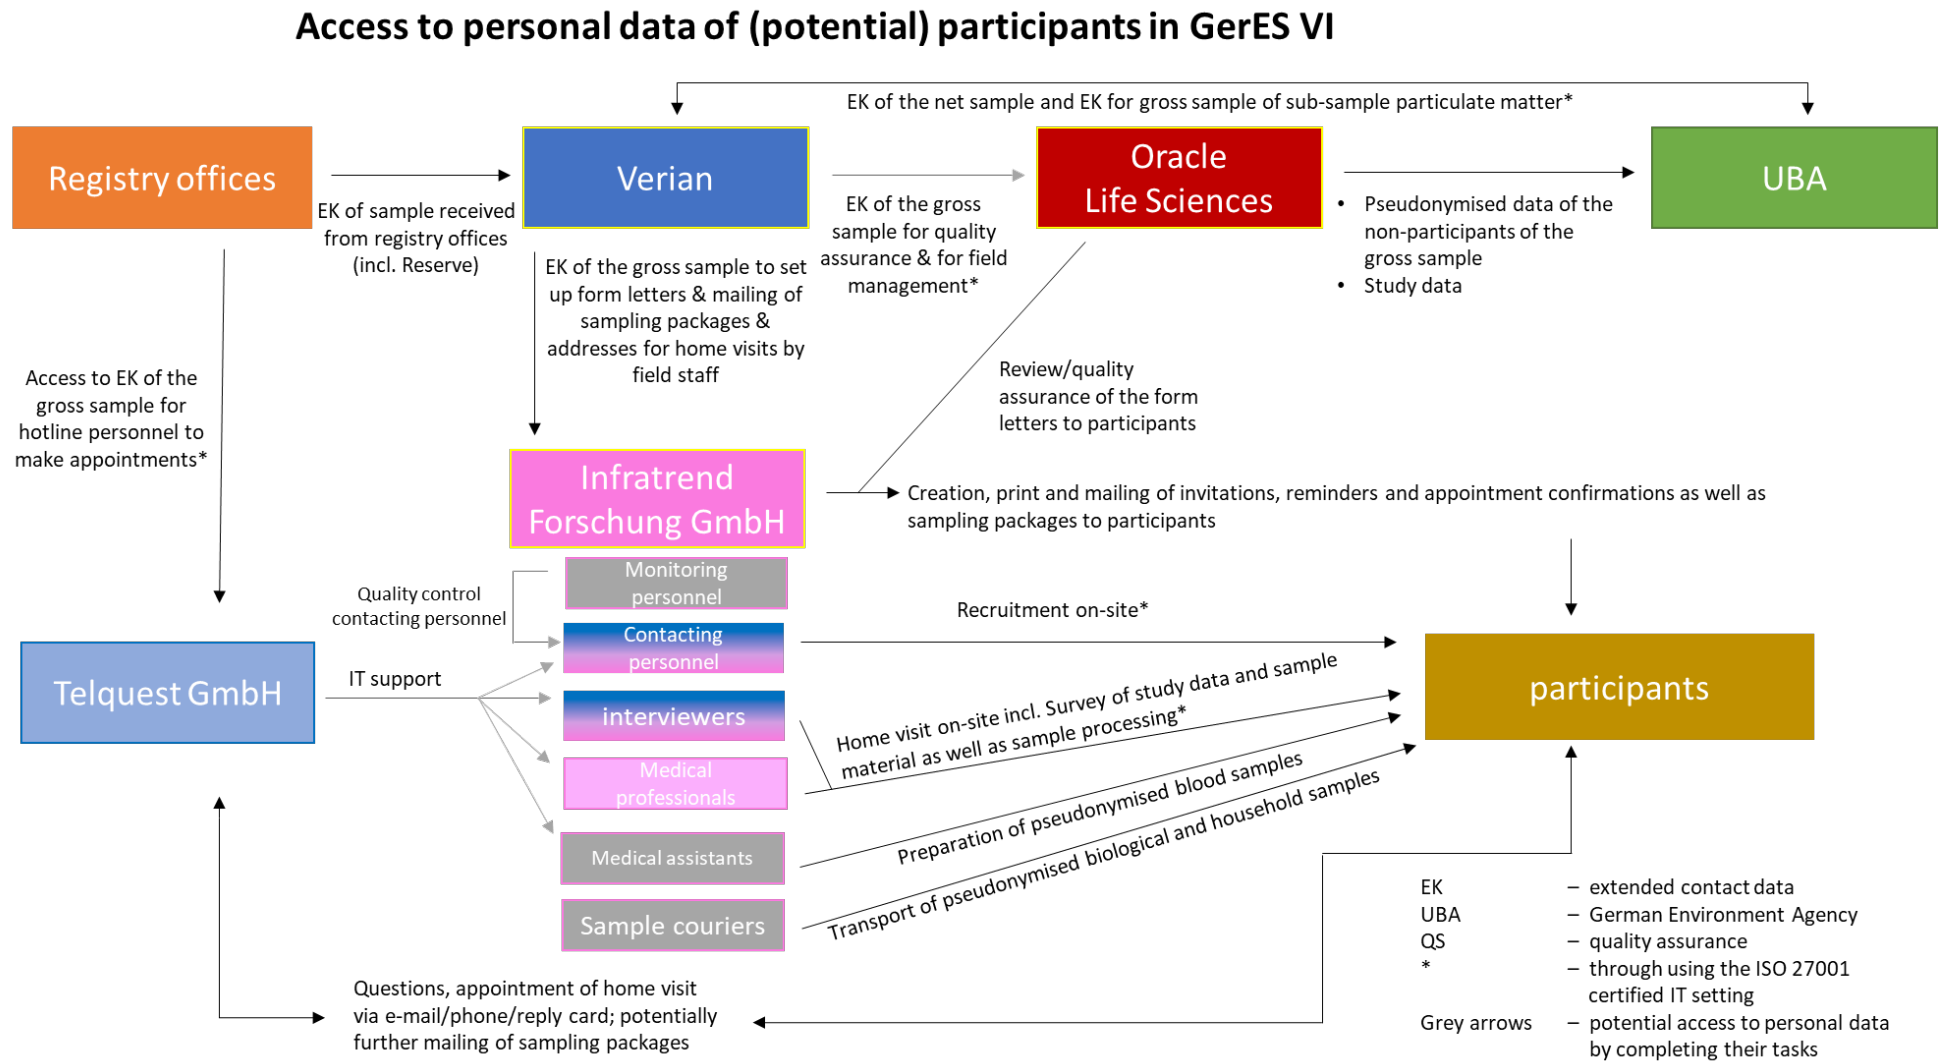 Access to personal data of (potential) participants in GerES VI
EK of the net sample and EK for gross sample of sub-sample particulate matter*
Registry offices
Verian
Oracle
Life Sciences
UBA
EK of sample received
from registry offices
(incl. Reserve)
EK of the gross
sample for quality
assurance & for field
management*
• Pseudonymised data of the
non-participants of the
gross sample
• Study data
EK of the gross sample to set
up form letters & mailing of
sampling packages &
addresses for home visits by
field staff
Access to EK of the
gross sample for
hotline personnel to
make appointments*
Review/quality
assurance of the form
letters to participants
Infratrend
Forschung GmbH
Creation, print and mailing of invitations, reminders and appointment confirmations as well as
sampling packages to participants
Monitoring
personnel
Quality control
contacting personnel
Contacting
personnel
Recruitment on-site*
Telquest GmbH
IT support
interviewers
Home visit on-site incl. Survey of study data and sample
material as well as sample processing*
participants
Medical
professionals
Medical assistants
Preparation of pseudonymised blood samples
Sample couriers
Transport of pseudonymised biological and household samples
Questions, appointment of home visit
via e-mail/phone/reply card; potentially
further mailing of sampling packages
EK – extended contact data
UBA – German Environment Agency
QS – quality assurance
* – through using the ISO 27001
certified IT setting
Grey arrows – potential access to personal data
by completing their tasks